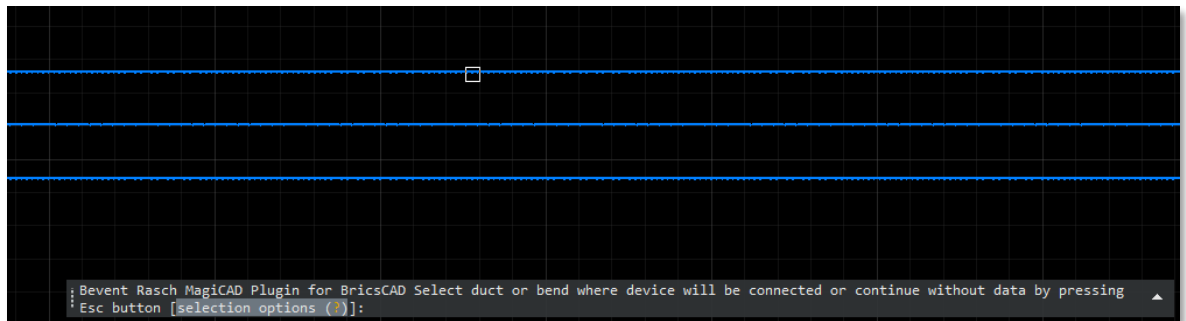 Bevent Rasch MagiCAD Plugin for BricsCAD Select duct or bend where device will be connected or continue without data by pressing
Esc button [selection options (?)]: